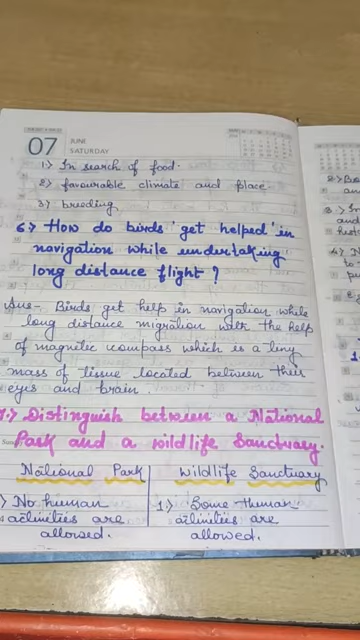 07
JUNE
SATURDAY
1) In search of food.
2) favourable climate and place.
3) breeding
6) How do birds 'get helped' in
navigation while undertaking
long distance flight ?
Ans- Birds get help in navigation while
long distance migration with the help
of magnetic compass which is a tiny
mass of tissue located between their
eyes and brain.
7.) Distinguish between a National
Park and a wildlife Sanctuary.
National Park
1) No human
activities are
allowed.
Wildlife Sanctuary
1) Some Human
activities are
allowed.